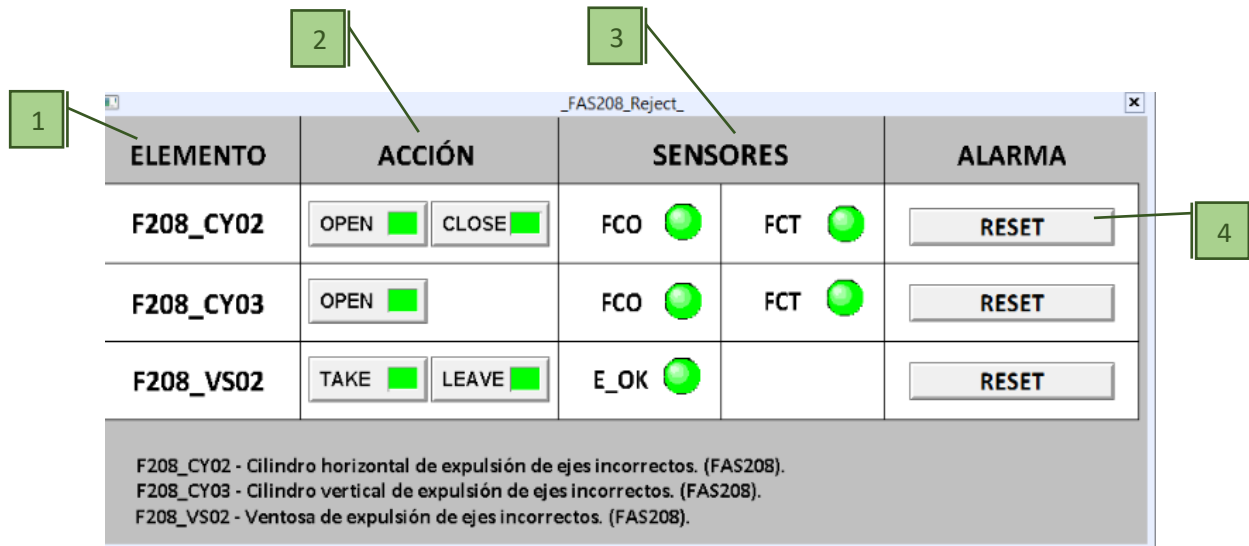 2
3
1
_FAS208_Reject_
ELEMENTO ACCIÓN SENSORES ALARMA
F208_CY02 OPEN CLOSE FCO FCT RESET
4
F208_CY03 OPEN FCO FCT RESET
F208_VS02 TAKE LEAVE E_OK RESET
F208_CY02 - Cilindro horizontal de expulsión de ejes incorrectos. (FAS208).
F208_CY03 - Cilindro vertical de expulsión de ejes incorrectos. (FAS208).
F208_VS02 - Ventosa de expulsión de ejes incorrectos. (FAS208).